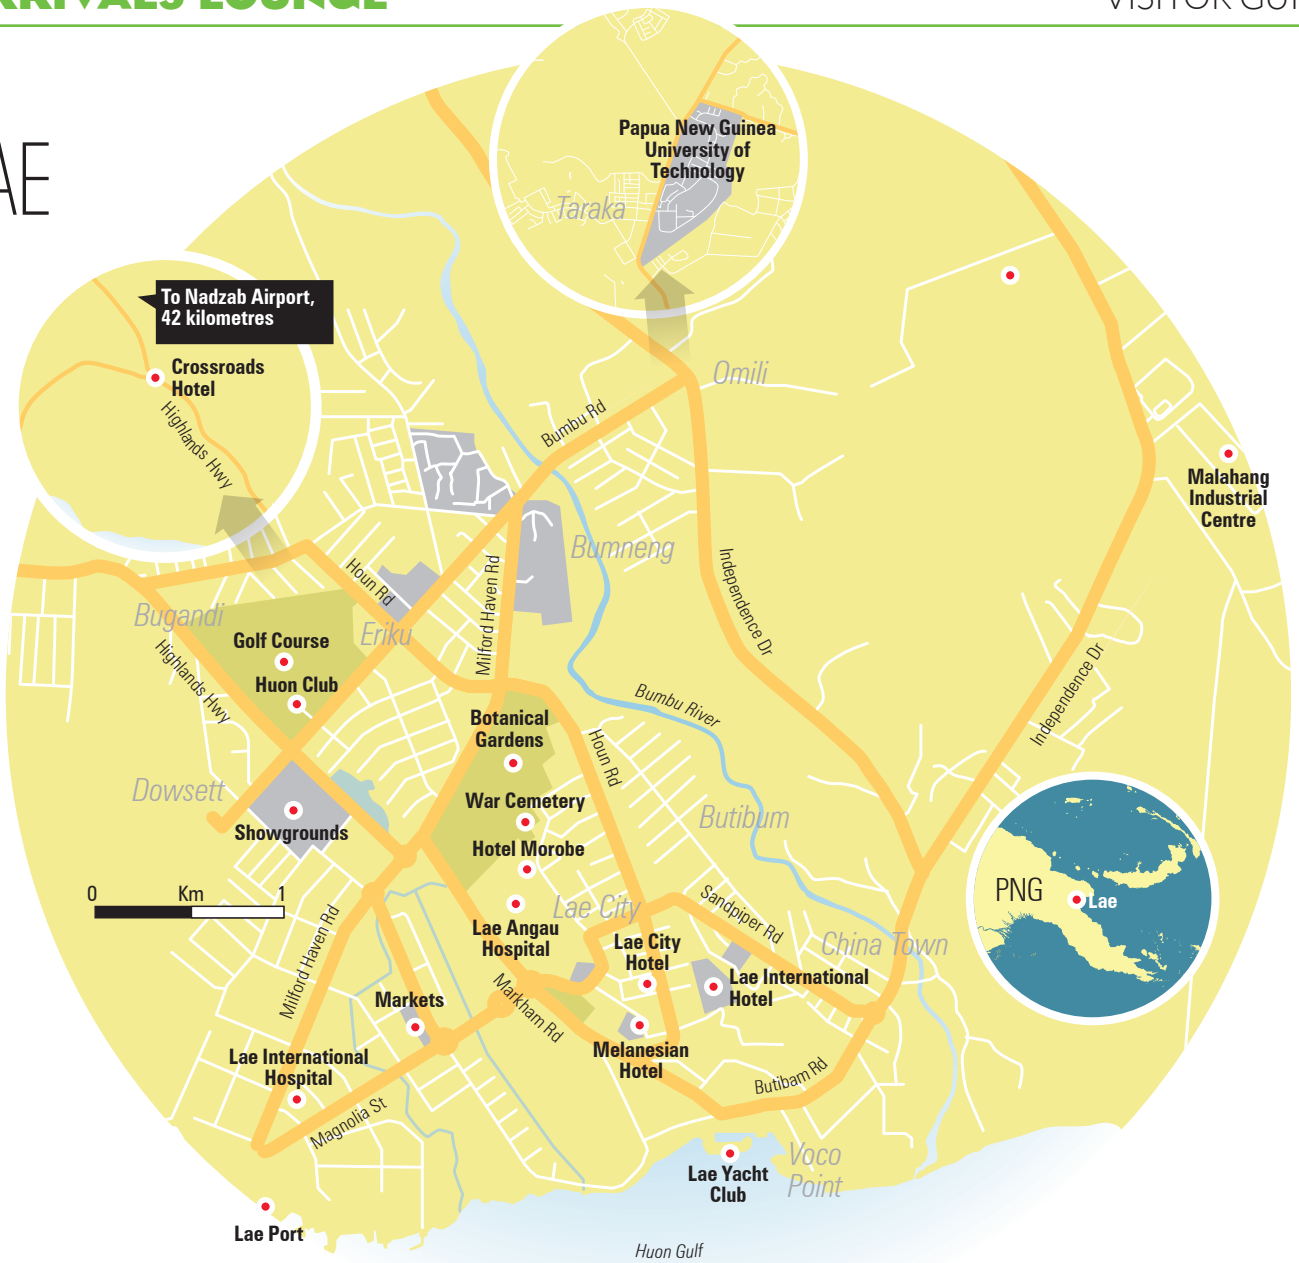 ARRIVALS LOUNGE
VISITOR GUI
LAE
Papua New Guinea
University of
Technology
Taraka
To Nadzab Airport,
42 kilometres
Crossroads
Hotel
Highlands Hwy
Omili
Bumbu Rd
Malahang
Industrial
Centre
Bumneng
Houn Rd
Milford Haven Rd
Independence Dr
Bugandi
Eriku
Golf Course
Huon Club
Highlands Hwy
Independence Dr
Bumbu River
Botanical
Gardens
Houn Rd
Dowsett
War Cemetery
Butibum
Showgrounds
Hotel Morobe
0 Km 1
PNG
Lae
Lae City
Sandpiper Rd
Lae Angau
Hospital
Lae City
Hotel
China Town
Milford Haven Rd
Lae International
Hotel
Markets
Markham Rd
Melanesian
Hotel
Lae International
Hospital
Butibam Rd
Magnolia St
Lae Yacht
Club
Voco
Point
Lae Port
Huon Gulf